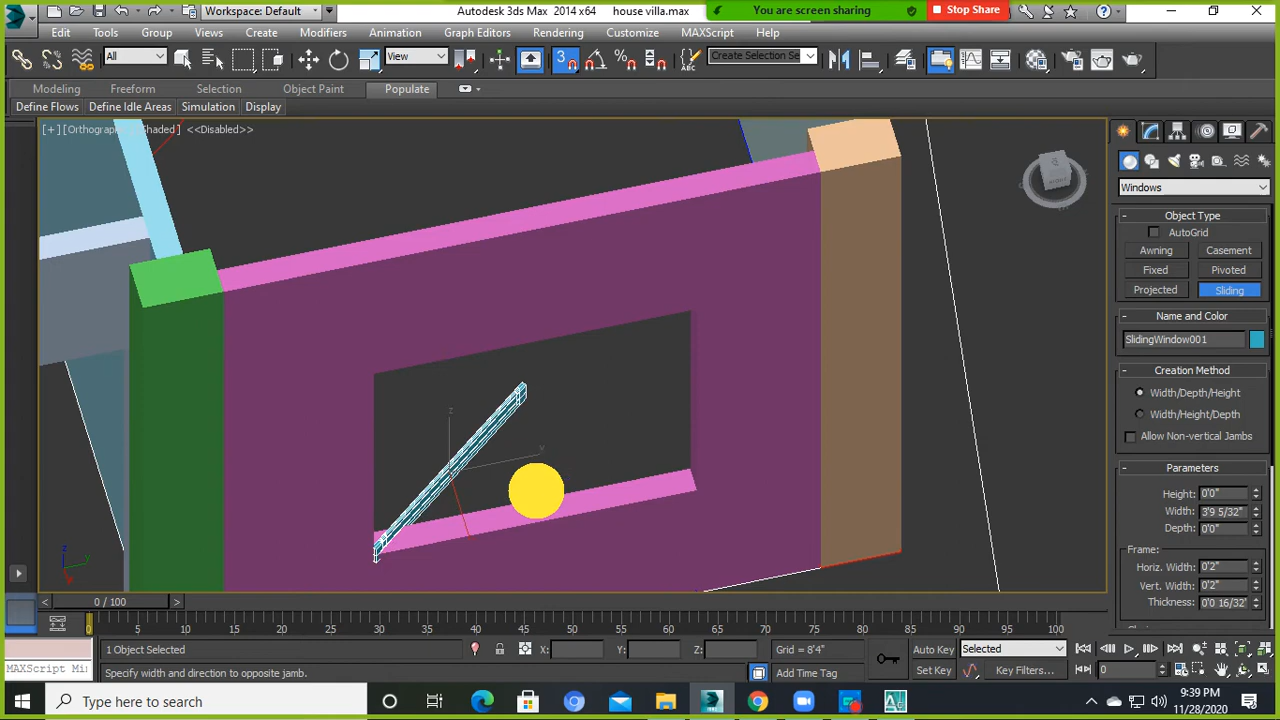 Workspace: Default
Autodesk 3ds Max 2014 x64
house villa.max
You are screen sharing
Stop Share
Edit Tools Group Views Create Modifiers Animation Graph Editors Rendering Customize MAXScript Help
All
View
3
Create Selection Se
Modeling Freeform Selection Object Paint Populate
Define Flows Define Idle Areas Simulation Display
[+] [Orthographic] [Shaded] <<Disabled>>
Windows
Object Type
AutoGrid
Awning Casement
Fixed Pivoted
Projected Sliding
Name and Color
SlidingWindow001
Creation Method
Width/Depth/Height
Width/Height/Depth
Allow Non-vertical Jambs
Parameters
Height: 0'0"
Width: 3'9 5/32"
Depth: 0'0"
Frame:
Horiz. Width: 0'2"
Vert. Width: 0'2"
Thickness: 0'0 16/32"
z
y
z
y
0 / 100
0 5 10 15 20 25 30 35 40 45 50 55 60 65 70 75 80 85 90 95 100
1 Object Selected
X: Y: Z:
Grid = 8'4"
Auto Key
Selected
MAXScript Mi
Specify width and direction to opposite jamb.
Add Time Tag
Set Key
Key Filters...
0
Type here to search
9:39 PM
11/28/2020